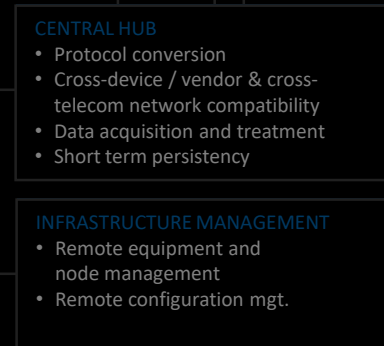 CENTRAL HUB
• Protocol conversion
• Cross-device / vendor & cross-
telecom network compatibility
• Data acquisition and treatment
• Short term persistency
INFRASTRUCTURE MANAGEMENT
• Remote equipment and
node management
• Remote configuration mgt.